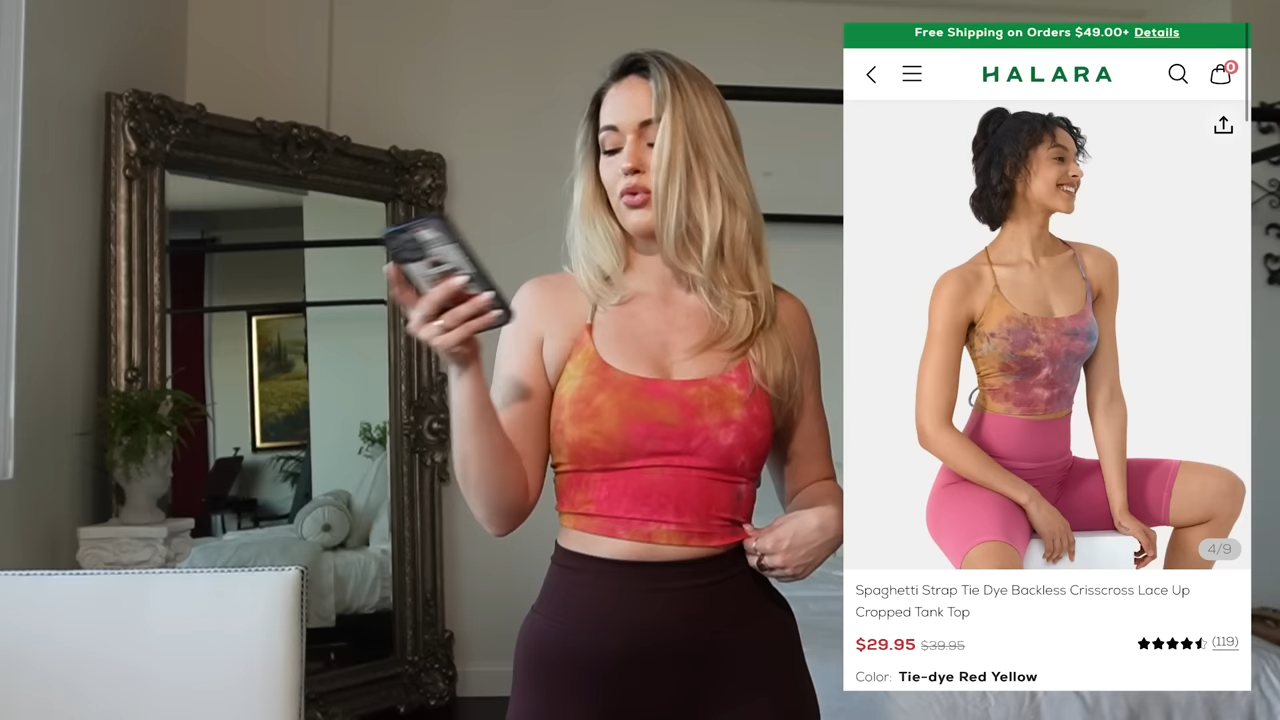 Free Shipping on Orders $49.00+ Details
HALARA
0
4/9
Spaghetti Strap Tie Dye Backless Crisscross Lace Up
Cropped Tank Top
$29.95 $39.95
(119)
Color: Tie-dye Red Yellow